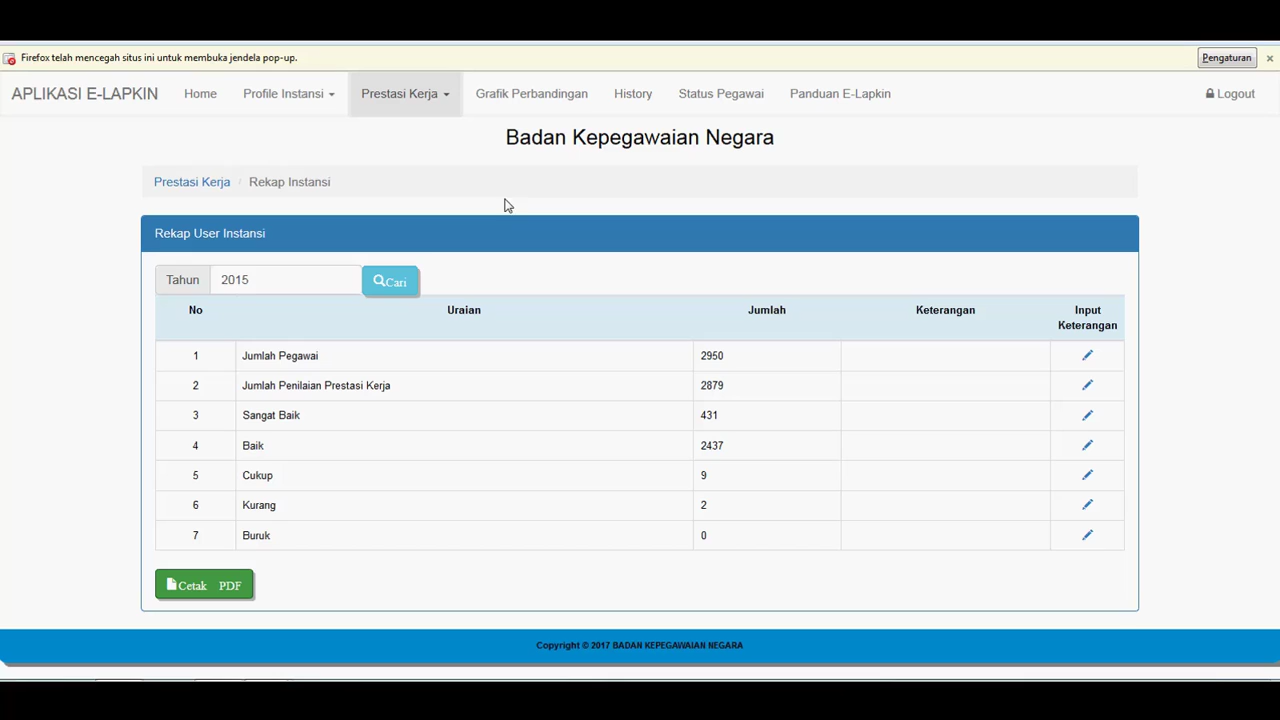 Firefox telah mencegah situs ini untuk membuka jendela pop-up. Pengaturan ×
APLIKASI E-LAPKIN Home Profile Instansi Prestasi Kerja Grafik Perbandingan History Status Pegawai Panduan E-Lapkin Logout
Badan Kepegawaian Negara
Prestasi Kerja / Rekap Instansi
Rekap User Instansi
Tahun 2015 Cari
No Uraian Jumlah Keterangan Input Keterangan
1 Jumlah Pegawai 2950
2 Jumlah Penilaian Prestasi Kerja 2879
3 Sangat Baik 431
4 Baik 2437
5 Cukup 9
6 Kurang 2
7 Buruk 0
Cetak PDF
Copyright © 2017 BADAN KEPEGAWAIAN NEGARA